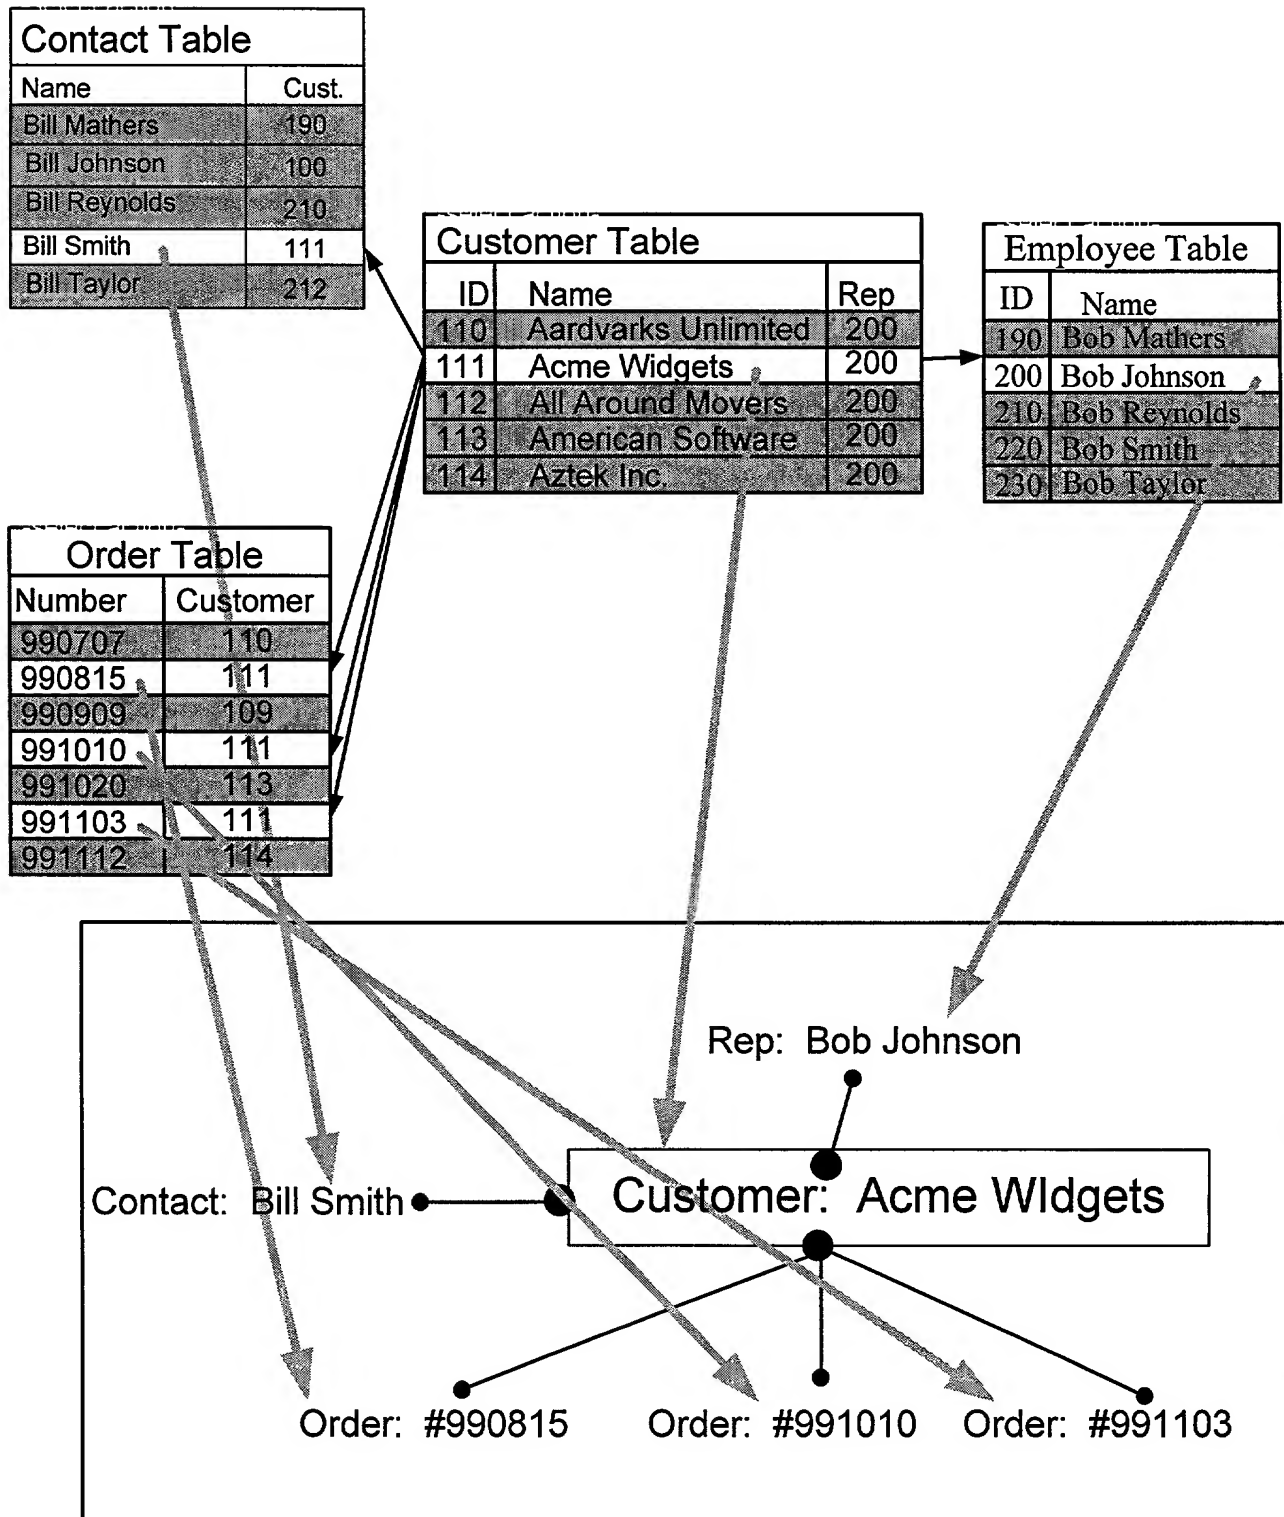 Contact Table
Name Cust.
Bill Mathers 190
Bill Johnson 100
Bill Reynolds 210
Bill Smith 111
Bill Taylor 212
Customer Table
ID Name Rep
110 Aardvarks Unlimited 200
111 Acme Widgets 200
112 All Around Movers 200
113 American Software 200
114 Aztek Inc. 200
Employee Table
ID Name
190 Bob Mathers
200 Bob Johnson
210 Bob Reynolds
220 Bob Smith
230 Bob Taylor
Order Table
Number Customer
990707 110
990815 111
990909 109
991010 111
991020 113
991103 111
991112 114
Rep: Bob Johnson
Contact: Bill Smith
Customer: Acme WIdgets
Order: #990815
Order: #991010
Order: #991103